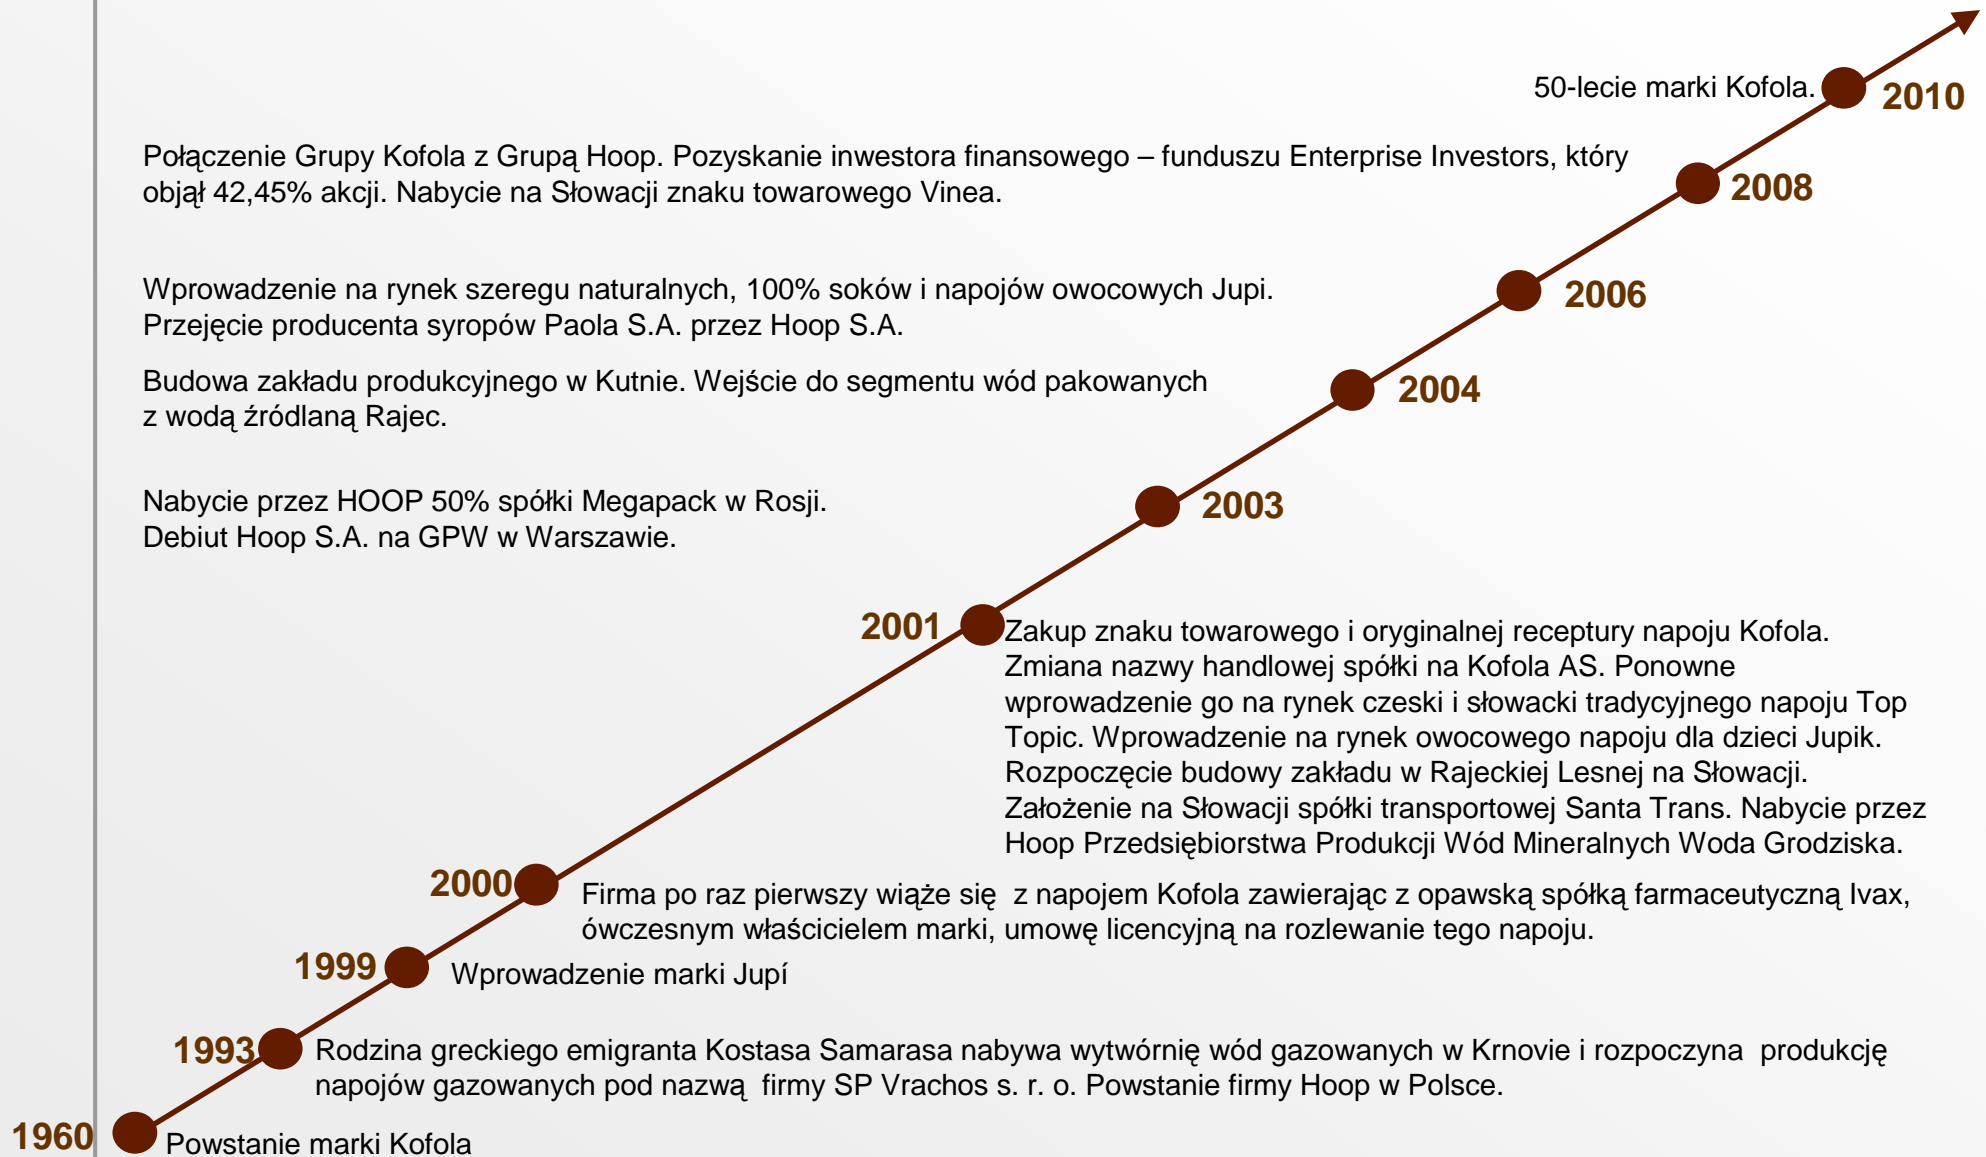 50-lecie marki Kofola.
2010
Połączenie Grupy Kofola z Grupą Hoop. Pozyskanie inwestora finansowego – funduszu Enterprise Investors, który
objął 42,45% akcji. Nabycie na Słowacji znaku towarowego Vinea.
2008
Wprowadzenie na rynek szeregu naturalnych, 100% soków i napojów owocowych Jupi.
Przejęcie producenta syropów Paola S.A. przez Hoop S.A.
2006
Budowa zakładu produkcyjnego w Kutnie. Wejście do segmentu wód pakowanych
z wodą źródlaną Rajec.
2004
Nabycie przez HOOP 50% spółki Megapack w Rosji.
Debiut Hoop S.A. na GPW w Warszawie.
2003
2001
Zakup znaku towarowego i oryginalnej receptury napoju Kofola.
Zmiana nazwy handlowej spółki na Kofola AS. Ponowne
wprowadzenie go na rynek czeski i słowacki tradycyjnego napoju Top
Topic. Wprowadzenie na rynek owocowego napoju dla dzieci Jupik.
Rozpoczęcie budowy zakładu w Rajeckiej Lesnej na Słowacji.
Założenie na Słowacji spółki transportowej Santa Trans. Nabycie przez
Hoop Przedsiębiorstwa Produkcji Wód Mineralnych Woda Grodziska.
2000
Firma po raz pierwszy wiąże się  z napojem Kofola zawierając z opawską spółką farmaceutyczną Ivax,
ówczesnym właścicielem marki, umowę licencyjną na rozlewanie tego napoju.
1999
Wprowadzenie marki Jupí
1993
Rodzina greckiego emigranta Kostasa Samarasa nabywa wytwórnię wód gazowanych w Krnovie i rozpoczyna  produkcję
napojów gazowanych pod nazwą  firmy SP Vrachos s. r. o. Powstanie firmy Hoop w Polsce.
1960
Powstanie marki Kofola